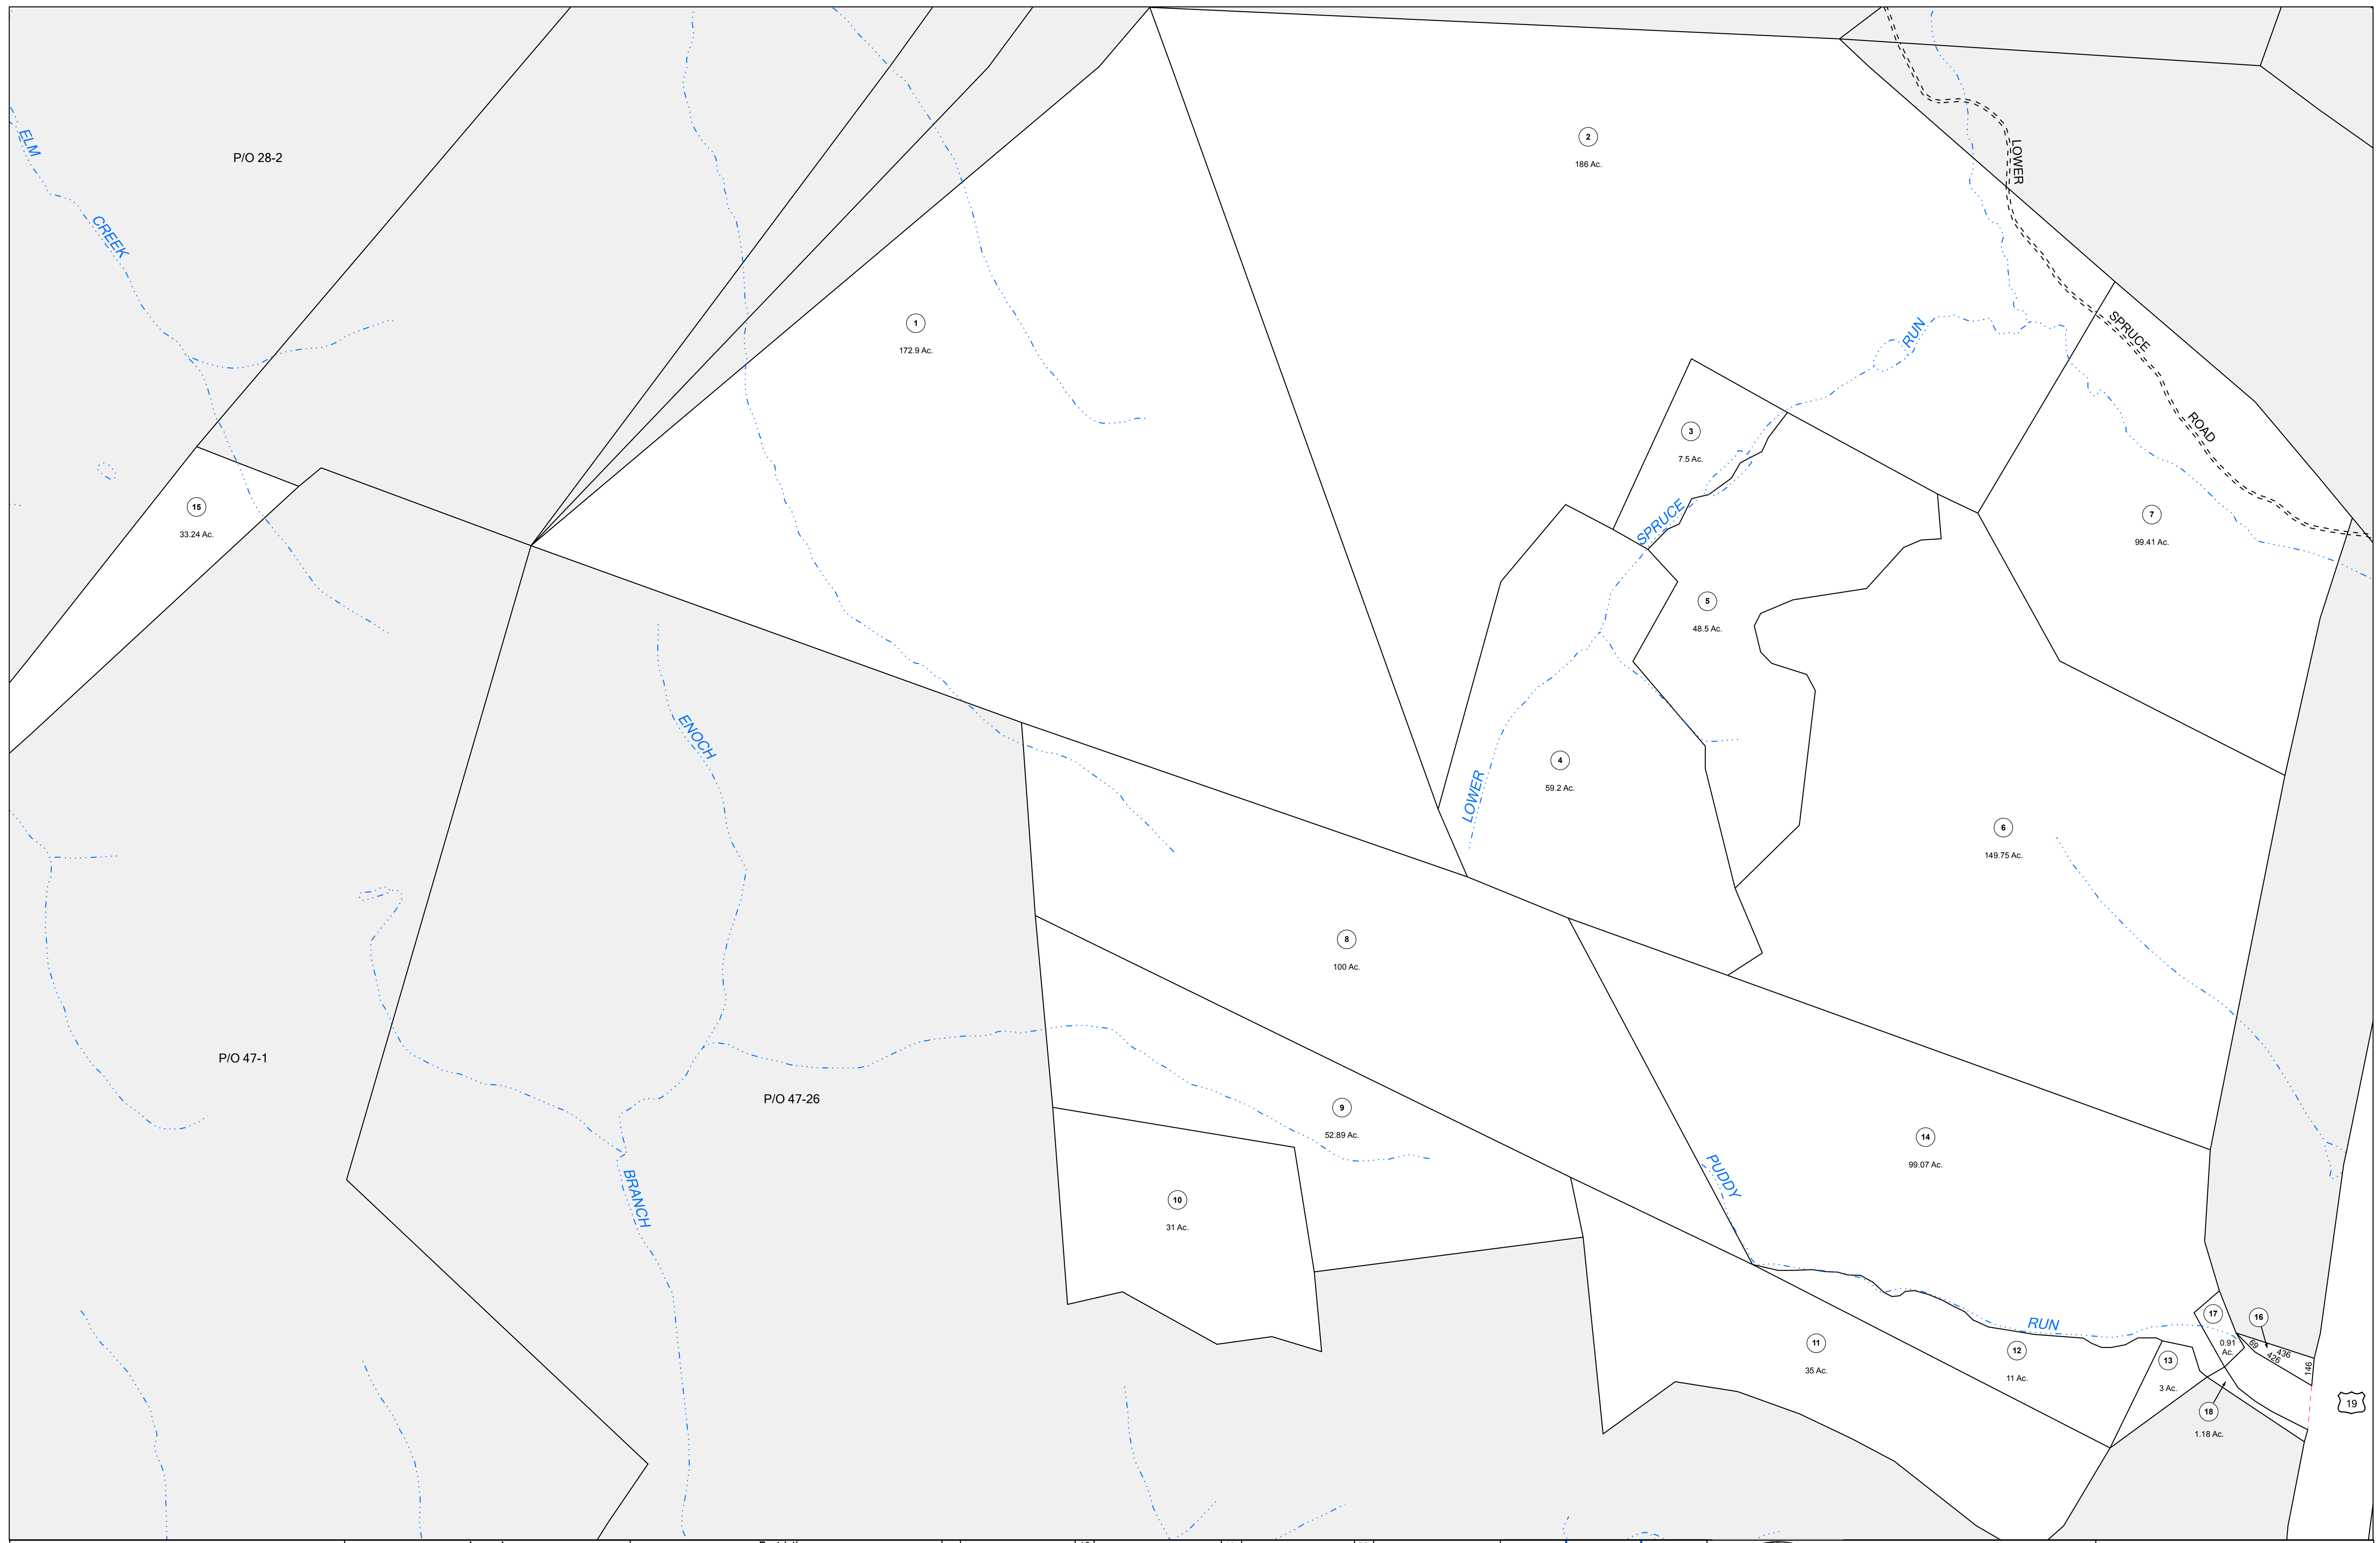 P/O 28-2
ELM
CREEK
LOWER
SPRUCE
ROAD
2
186 Ac.
1
172.9 Ac.
RUN
3
7.5 Ac.
SPRUCE
15
33.24 Ac.
7
99.41 Ac.
5
48.5 Ac.
ENOCH
4
59.2 Ac.
LOWER
6
149.75 Ac.
8
100 Ac.
P/O 47-1
P/O 47-26
9
52.89 Ac.
14
99.07 Ac.
PUDDY
BRANCH
10
31 Ac.
RUN
17
0.91
Ac.
16
69
436
426
146
11
35 Ac.
12
11 Ac.
13
3 Ac.
18
1.18 Ac.
19